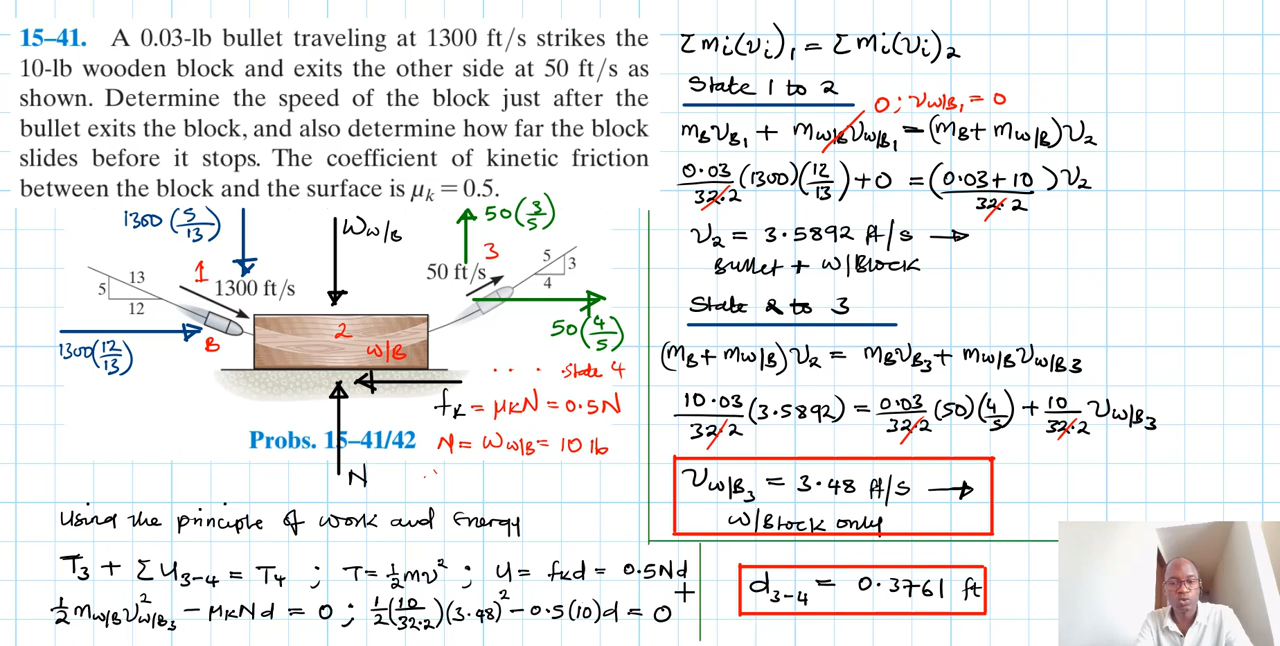 15–41. A 0.03-lb bullet traveling at 1300 ft/s strikes the
10-lb wooden block and exits the other side at 50 ft/s as
shown. Determine the speed of the block just after the
bullet exits the block, and also determine how far the block
slides before it stops. The coefficient of kinetic friction
between the block and the surface is μk = 0.5.
1300 (5/13)
Ww/B
50 (3/5)
3
50 ft/s
5
3
4
13
5
12
1
1300 ft/s
2
B
w/B
1300 (12/13)
50 (4/5)
. . . . State 4
fK = μKN = 0.5N
Probs. 15–41/42
N = Ww/B = 10 lb
N
Using the principle of work and Energy
T3 + ΣU3-4 = T4 ; T = ½mv² ; U = fKd = 0.5Nd
½ mw/B v²w/B3 − μKNd = 0 ; ½(10/32.2)(3.48)² − 0.5(10)d = 0
Σmi(vi)1 = Σmi(vi)2
State 1 to 2
0 ; vw/B1 = 0
mBvB1 + mw/Bvw/B1 = (mB + mw/B)v2
0.03/32.2 (1300)(12/13) + 0 = (0.03 + 10/32.2) v2
v2 = 3.5892 ft/s →
Bullet + w/Block
State 2 to 3
(mB + mw/B)v2 = mBvB3 + mw/Bvw/B3
10.03/32.2 (3.5892) = 0.03/32.2 (50)(4/5) + 10/32.2 vw/B3
vw/B3 = 3.48 ft/s →
w/Block only
+
d3-4 = 0.3761 ft